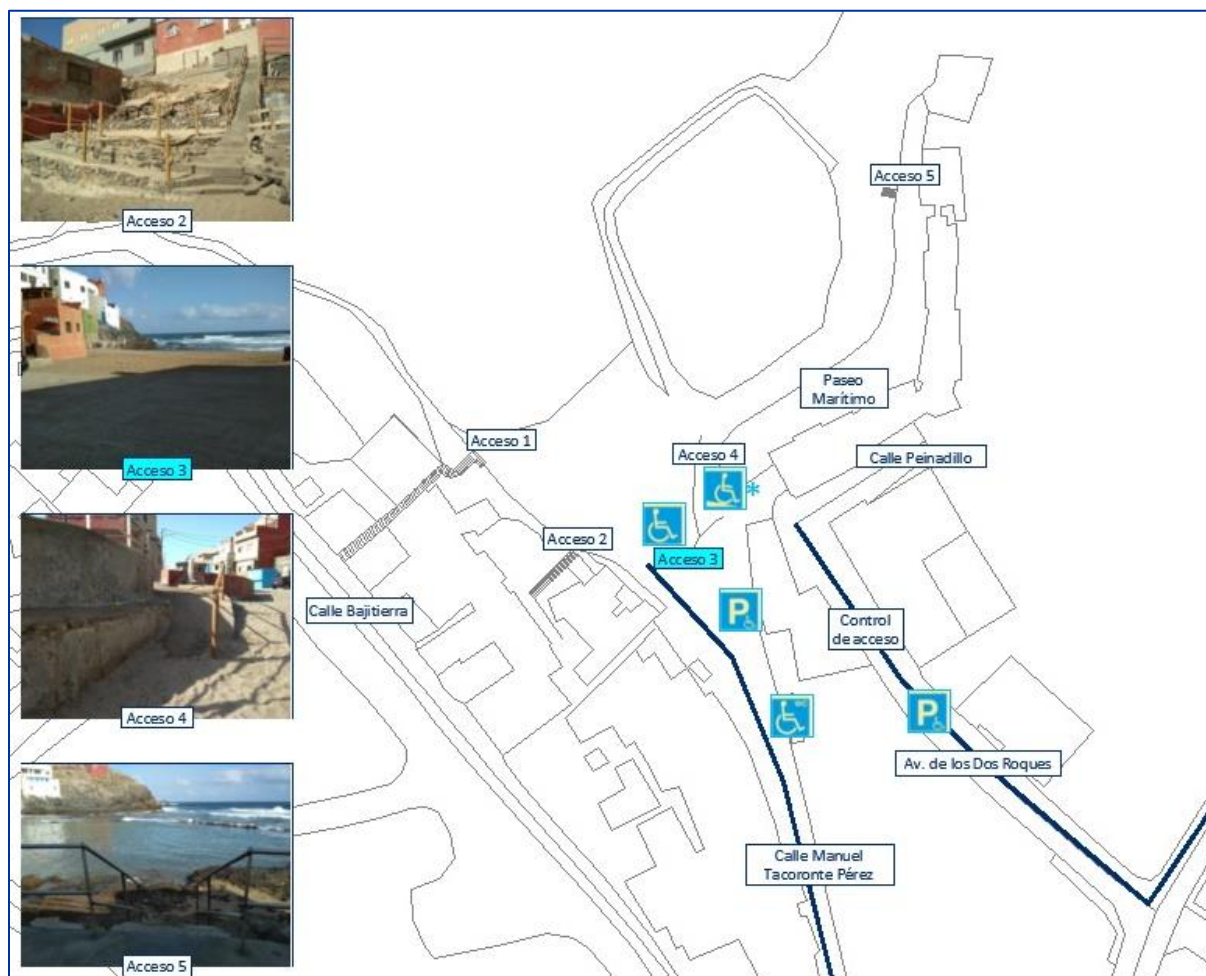 Acceso 2
Acceso 3
Acceso 4
Acceso 5
Acceso 5
Paseo
Marítimo
Acceso 1
Acceso 4
Calle Peinadillo
*
Acceso 2
Acceso 3
Calle Bajitierra
P
Control
de acceso
P
Av. de los Dos Roques
Calle Manuel
Tacoronte Pérez